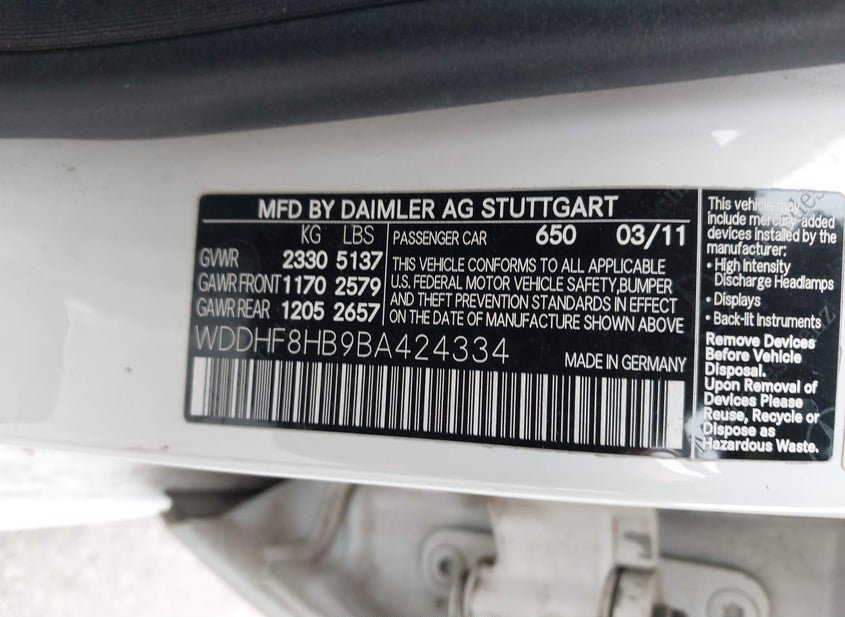 MFD BY DAIMLER AG STUTTGART
KG LBS
GVWR 2330 5137
GAWR FRONT 1170 2579
GAWR REAR 1205 2657
PASSENGER CAR 650 03/11
THIS VEHICLE CONFORMS TO ALL APPLICABLE
U.S. FEDERAL MOTOR VEHICLE SAFETY,BUMPER
AND THEFT PREVENTION STANDARDS IN EFFECT
ON THE DATE OF MANUFACTURE SHOWN ABOVE
WDDHF8HB9BA424334
MADE IN GERMANY
This vehicle may
include mercury-added
devices installed by the
manufacturer:
• High Intensity
Discharge Headlamps
• Displays
• Back-lit Instruments
Remove Devices
Before Vehicle
Disposal.
Upon Removal of
Devices Please
Reuse, Recycle or
Dispose as
Hazardous Waste.